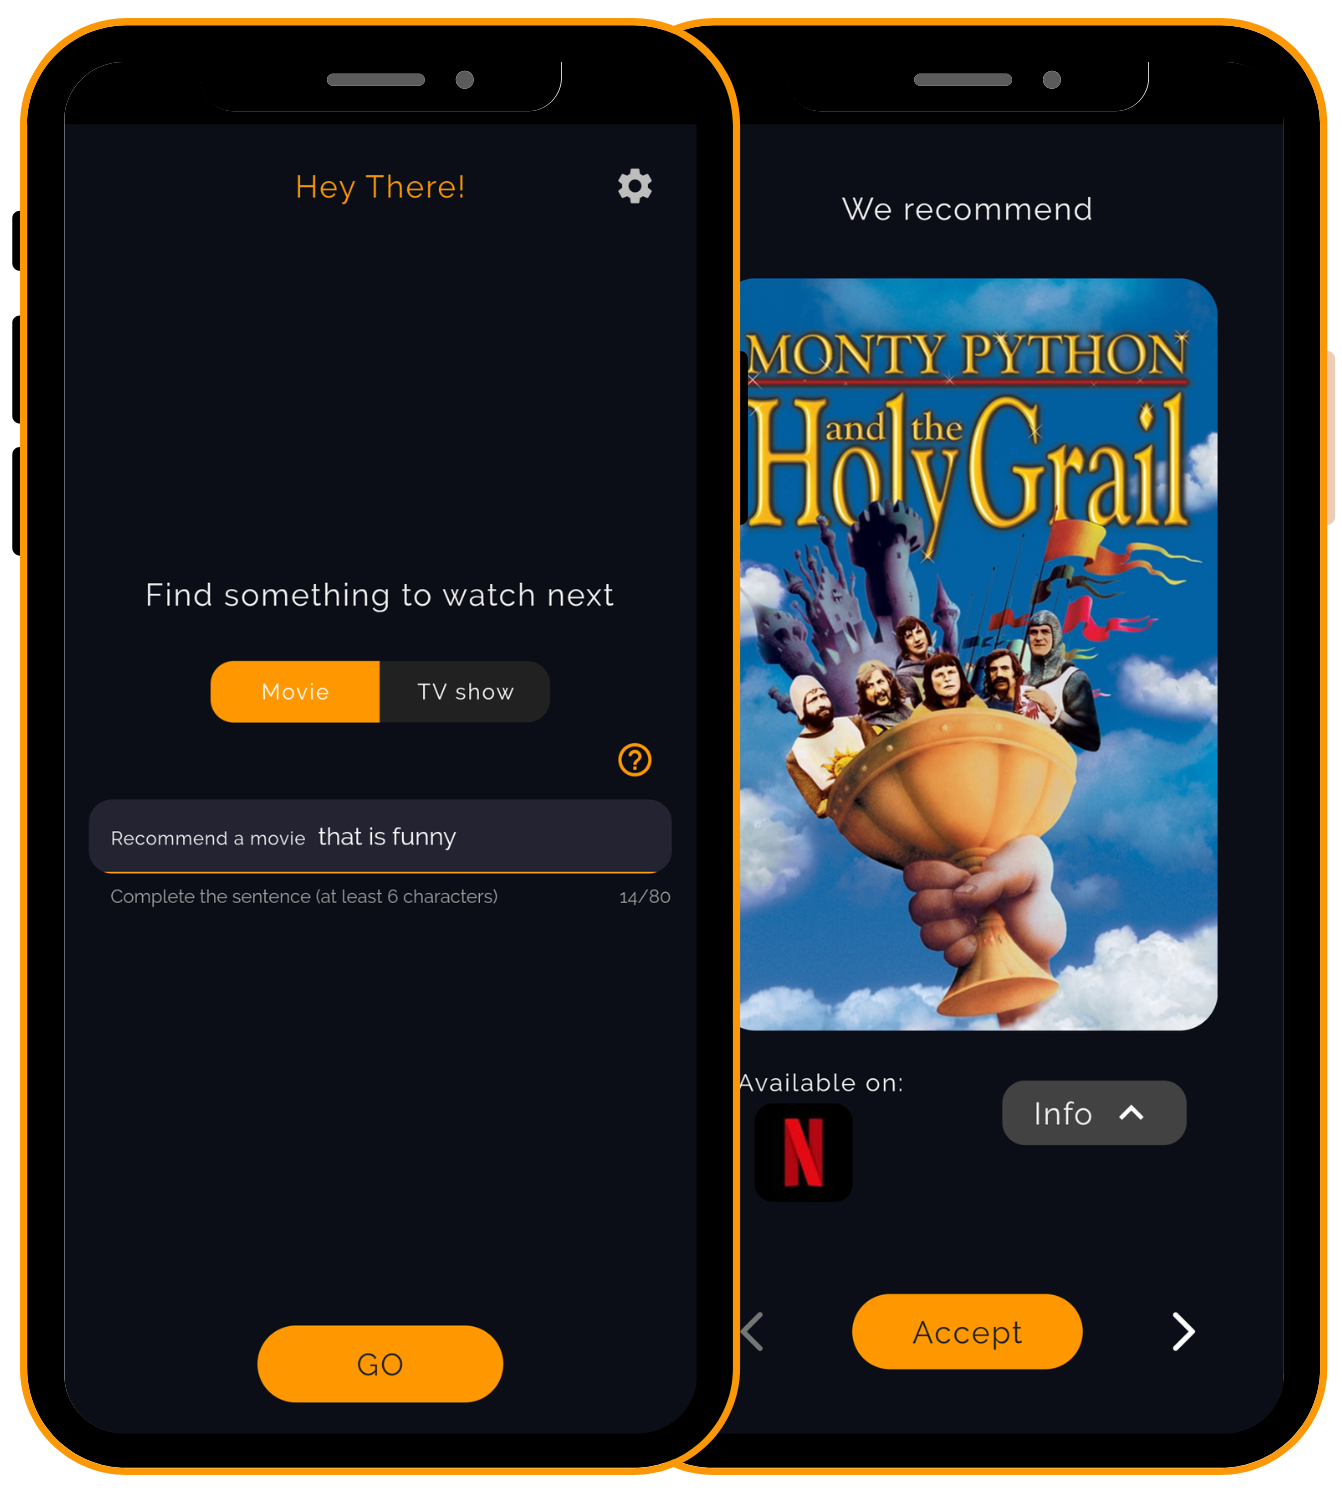 Hey There!
Find something to watch next
Movie
TV show
Recommend a movie that is funny
Complete the sentence (at least 6 characters)
14/80
GO
We recommend
MONTY PYTHON
and the
Holy Grail
Available on:
N
Info
Accept